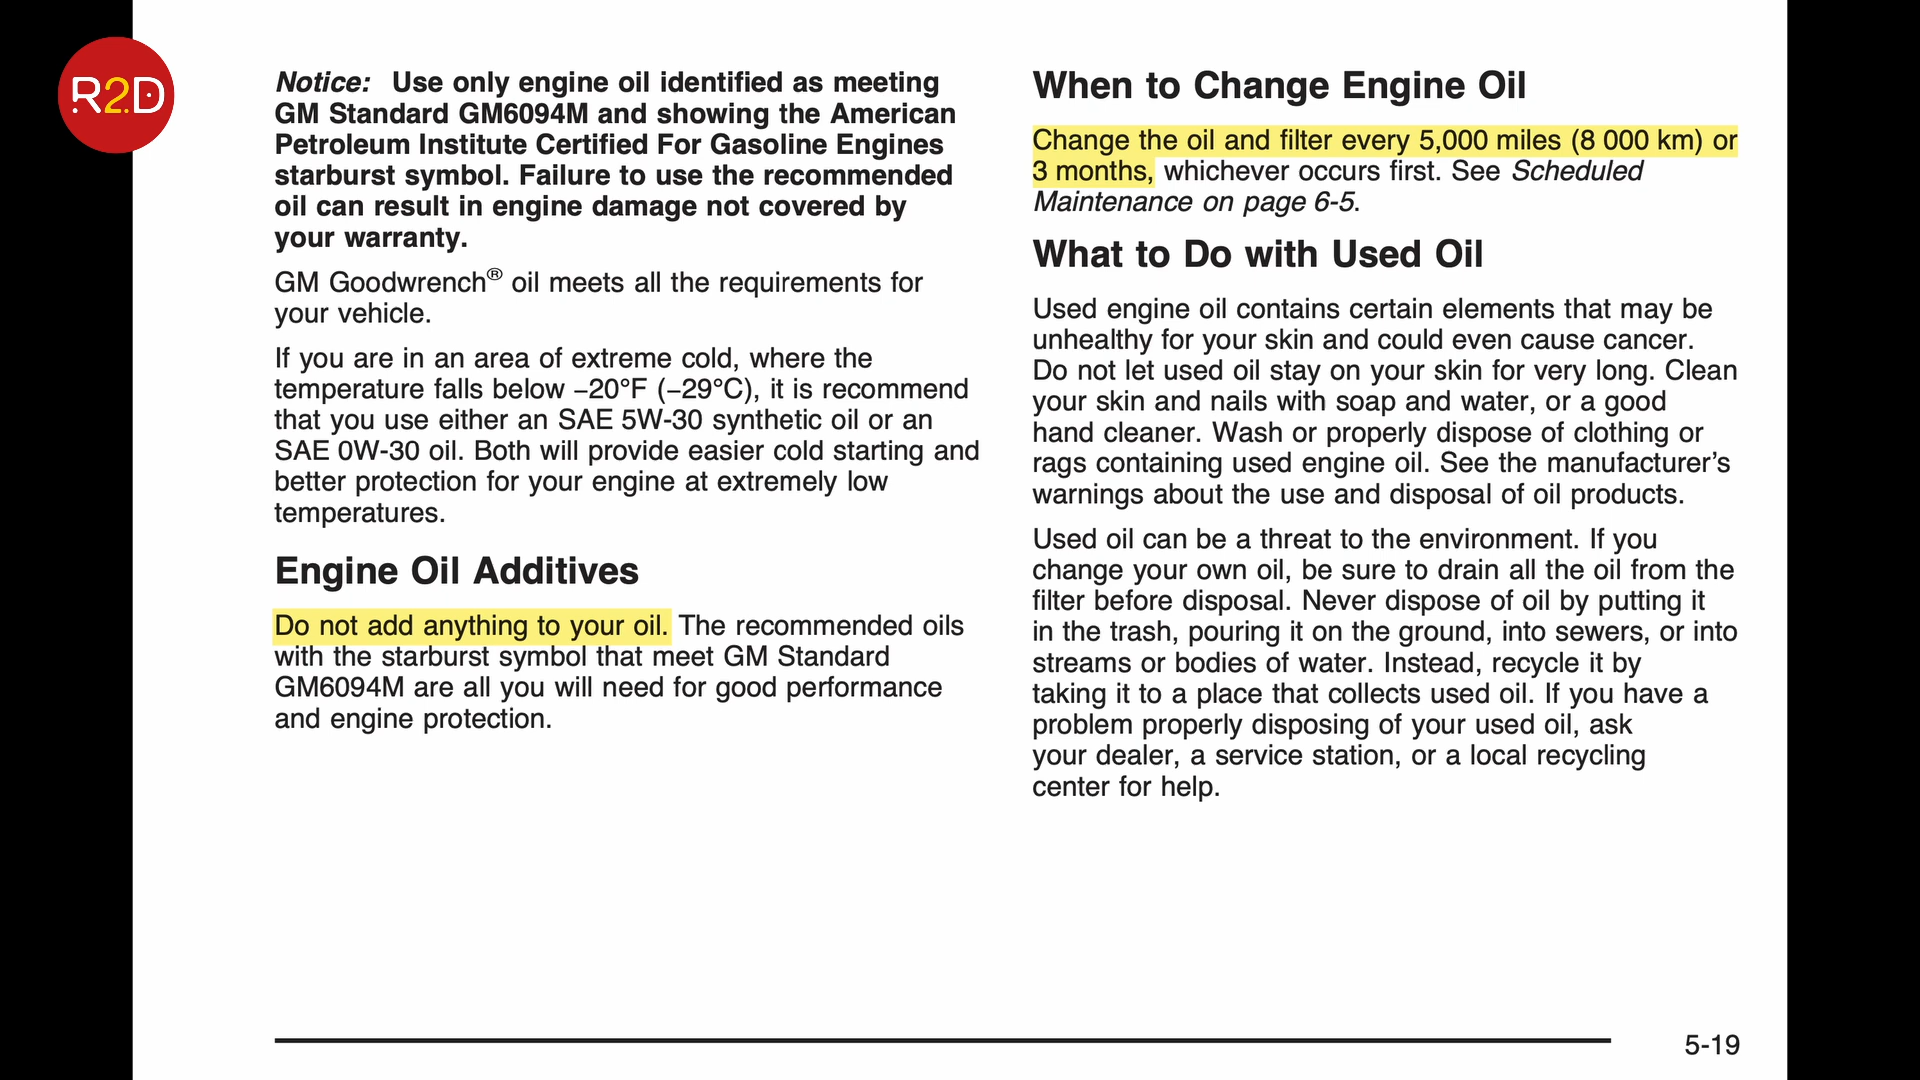 R2D
Notice: Use only engine oil identified as meeting
GM Standard GM6094M and showing the American
Petroleum Institute Certified For Gasoline Engines
starburst symbol. Failure to use the recommended
oil can result in engine damage not covered by
your warranty.
GM Goodwrench® oil meets all the requirements for
your vehicle.
If you are in an area of extreme cold, where the
temperature falls below –20°F (–29°C), it is recommend
that you use either an SAE 5W-30 synthetic oil or an
SAE 0W-30 oil. Both will provide easier cold starting and
better protection for your engine at extremely low
temperatures.
Engine Oil Additives
Do not add anything to your oil. The recommended oils
with the starburst symbol that meet GM Standard
GM6094M are all you will need for good performance
and engine protection.
When to Change Engine Oil
Change the oil and filter every 5,000 miles (8 000 km) or
3 months, whichever occurs first. See Scheduled
Maintenance on page 6-5.
What to Do with Used Oil
Used engine oil contains certain elements that may be
unhealthy for your skin and could even cause cancer.
Do not let used oil stay on your skin for very long. Clean
your skin and nails with soap and water, or a good
hand cleaner. Wash or properly dispose of clothing or
rags containing used engine oil. See the manufacturer’s
warnings about the use and disposal of oil products.
Used oil can be a threat to the environment. If you
change your own oil, be sure to drain all the oil from the
filter before disposal. Never dispose of oil by putting it
in the trash, pouring it on the ground, into sewers, or into
streams or bodies of water. Instead, recycle it by
taking it to a place that collects used oil. If you have a
problem properly disposing of your used oil, ask
your dealer, a service station, or a local recycling
center for help.
5-19